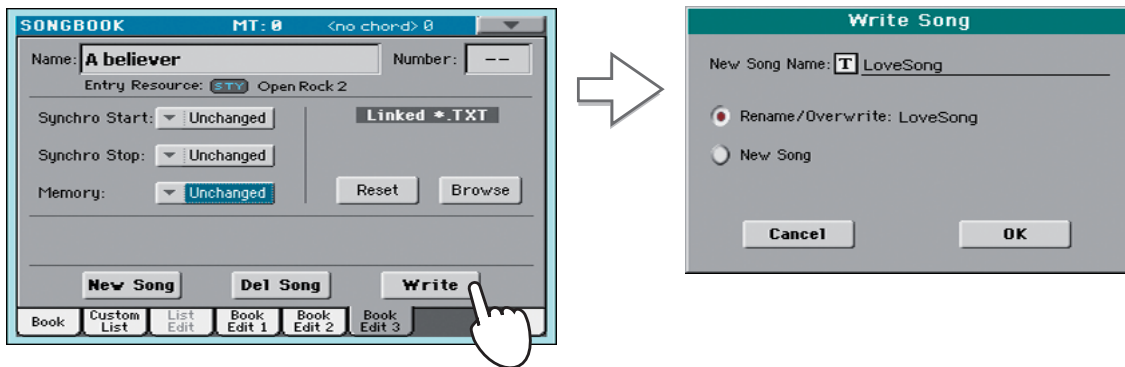 SONGBOOK MT: 0 <no chord> 0
Name: A believer Number: --
Entry Resource: STY Open Rock 2
Synchro Start: Unchanged Linked *.TXT
Synchro Stop: Unchanged
Memory: Unchanged Reset Browse
New Song Del Song Write
Book Custom List List Edit Book Edit 1 Book Edit 2 Book Edit 3
Write Song
New Song Name: T LoveSong
Rename/Overwrite: LoveSong
New Song
Cancel OK